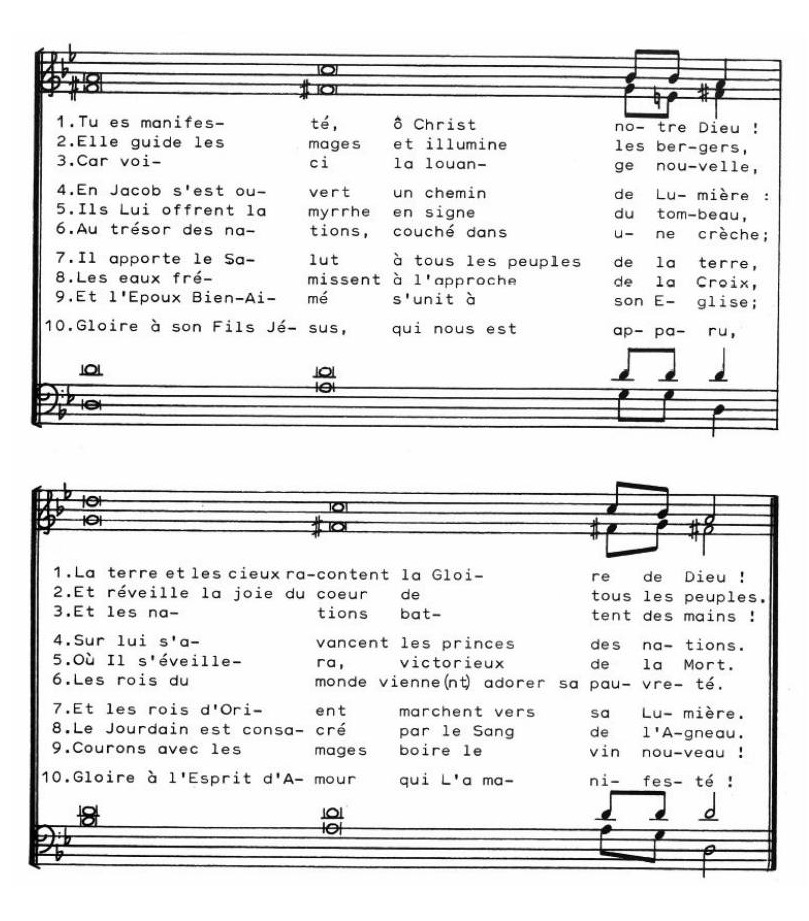 1.Tu es manifes- té, ô Christ no- tre Dieu !
2.Elle guide les mages et illumine les ber-gers,
3.Car voi- ci la louan- ge nou-velle,
4.En Jacob s'est ou- vert un chemin de Lu- mière :
5.Ils Lui offrent la myrrhe en signe du tom-beau,
6.Au trésor des na- tions, couché dans u- ne crèche;
7.Il apporte le Sa- lut à tous les peuples de la terre,
8.Les eaux fré- missent à l'approche de la Croix,
9.Et l'Epoux Bien-Ai- mé s'unit à son E- glise;
10.Gloire à son Fils Jé- sus, qui nous est ap- pa- ru,
1.La terre et les cieux ra-content la Gloi- re de Dieu !
2.Et réveille la joie du coeur de tous les peuples.
3.Et les na- tions bat- tent des mains !
4.Sur lui s'a- vancent les princes des na- tions.
5.Où Il s'éveille- ra, victorieux de la Mort.
6.Les rois du monde vienne(nt) adorer sa pau- vre- té.
7.Et les rois d'Ori- ent marchent vers sa Lu- mière.
8.Le Jourdain est consa- cré par le Sang de l'A-gneau.
9.Courons avec les mages boire le vin nou-veau !
10.Gloire à l'Esprit d'A- mour qui L'a ma- ni- fes- té !